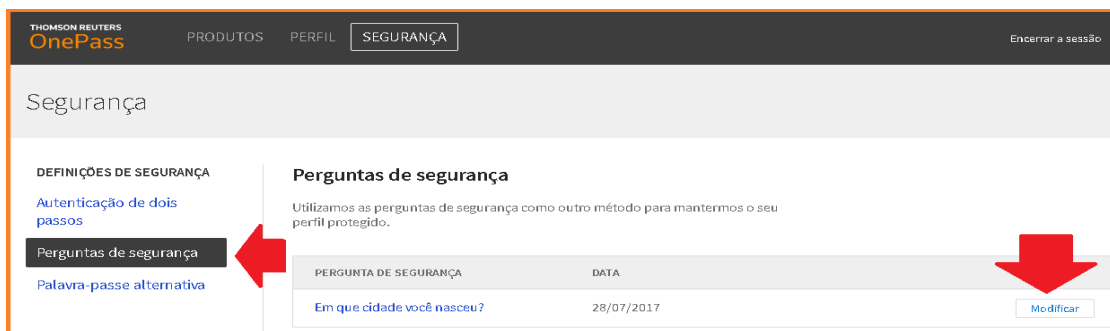 THOMSON REUTERS
OnePass
PRODUTOS PERFIL SEGURANÇA
Encerrar a sessão
Segurança
DEFINIÇÕES DE SEGURANÇA
Autenticação de dois
passos
Perguntas de segurança
Palavra-passe alternativa
Perguntas de segurança
Utilizamos as perguntas de segurança como outro método para mantermos o seu
perfil protegido.
PERGUNTA DE SEGURANÇA DATA
Em que cidade você nasceu? 28/07/2017 Modificar